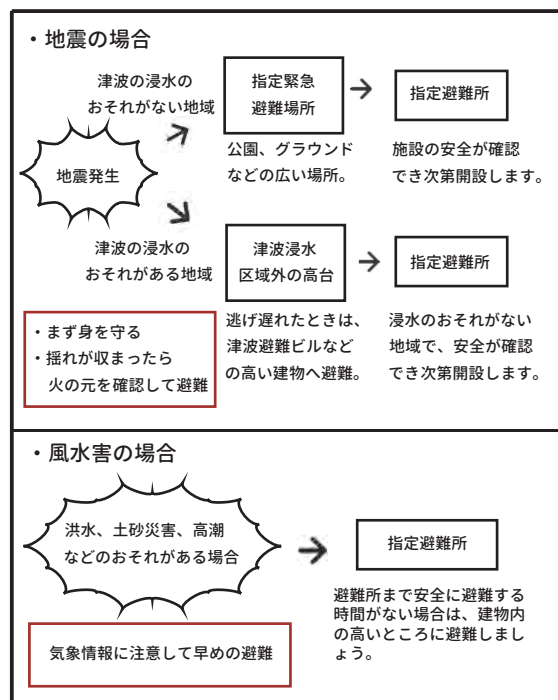 ・地震の場合
津波の浸水の
おそれがない地域
指定緊急
避難場所
指定避難所
公園、グラウンド
などの広い場所。
施設の安全が確認
でき次第開設します。
地震発生
津波の浸水の
おそれがある地域
津波浸水
区域外の高台
指定避難所
逃げ遅れたときは、
津波避難ビルなど
の高い建物へ避難。
浸水のおそれがない
地域で、安全が確認
でき次第開設します。
・まず身を守る
・揺れが収まったら
火の元を確認して避難
・風水害の場合
洪水、土砂災害、高潮
などのおそれがある場合
指定避難所
避難所まで安全に避難する
時間がない場合は、建物内
の高いところに避難しまし
ょう。
気象情報に注意して早めの避難